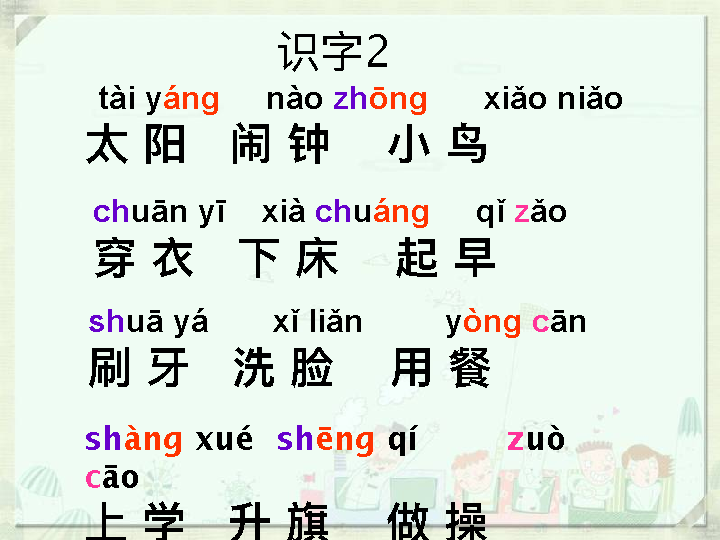 识字2
tài yáng nào zhōng xiǎo niǎo
太 阳 闹 钟 小 鸟
chuān yī xià chuáng qǐ zǎo
穿 衣 下 床 起 早
shuā yá xǐ liǎn yòng cān
刷 牙 洗 脸 用 餐
shàng xué shēng qí zuò
cāo
上 学 升 旗 做 操